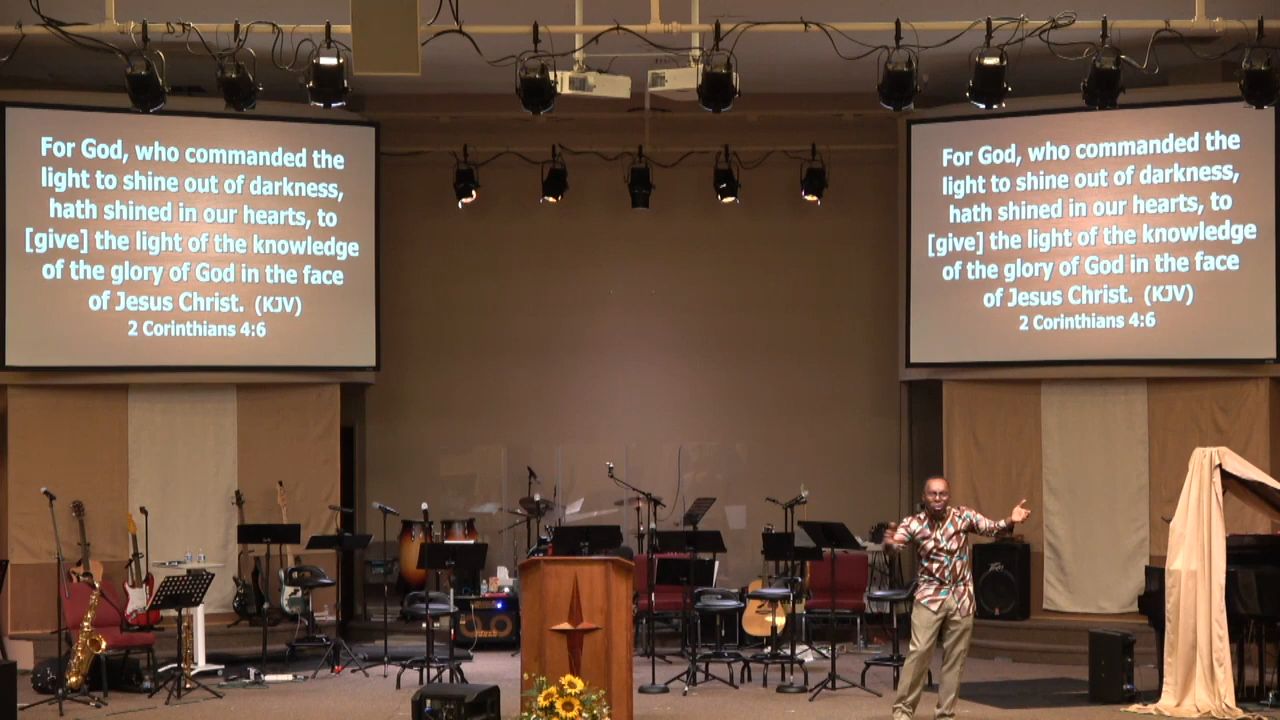 For God, who commanded the
light to shine out of darkness,
hath shined in our hearts, to
[give] the light of the knowledge
of the glory of God in the face
of Jesus Christ. (KJV)
2 Corinthians 4:6
For God, who commanded the
light to shine out of darkness,
hath shined in our hearts, to
[give] the light of the knowledge
of the glory of God in the face
of Jesus Christ. (KJV)
2 Corinthians 4:6